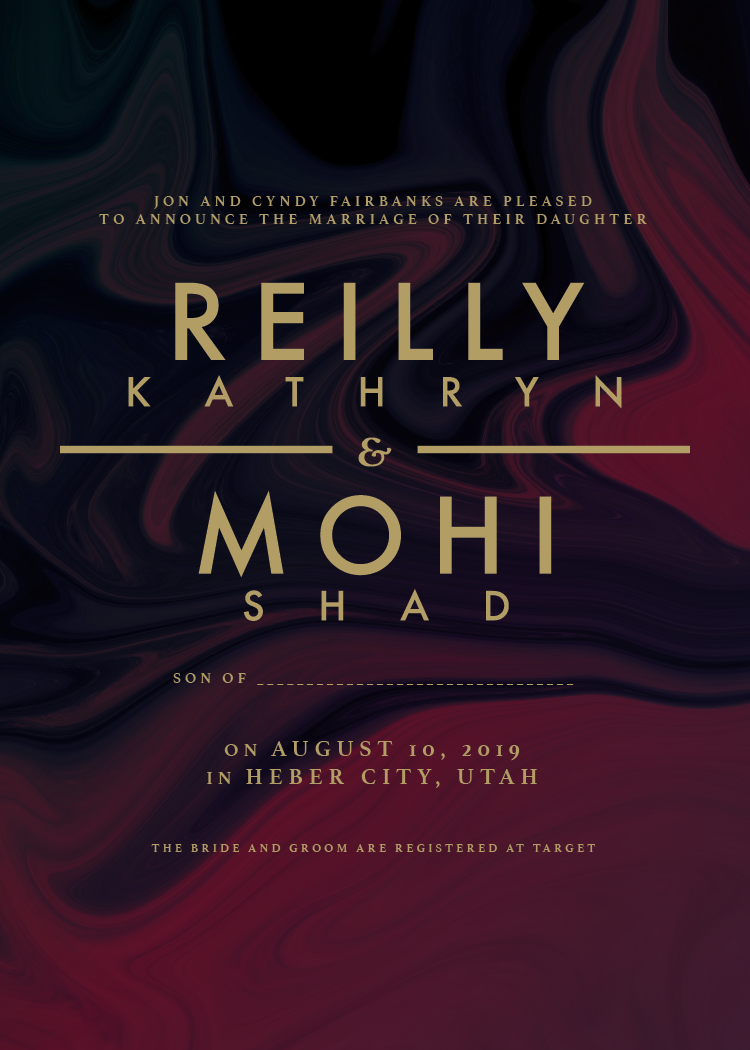 JON AND CYNDY FAIRBANKS ARE PLEASED
TO ANNOUNCE THE MARRIAGE OF THEIR DAUGHTER
REILLY
KATHRYN
&
MOHI
SHAD
SON OF ________________________________
ON AUGUST 10, 2019
IN HEBER CITY, UTAH
THE BRIDE AND GROOM ARE REGISTERED AT TARGET